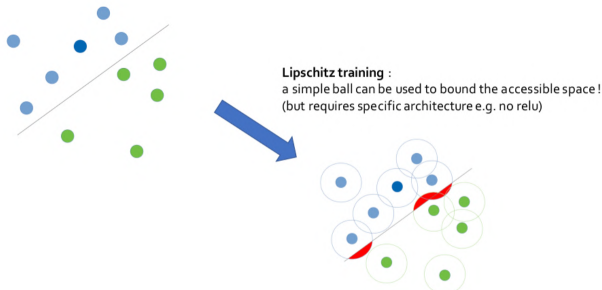 Lipschitz training :
a simple ball can be used to bound the accessible space !
(but requires specific architecture e.g. no relu)